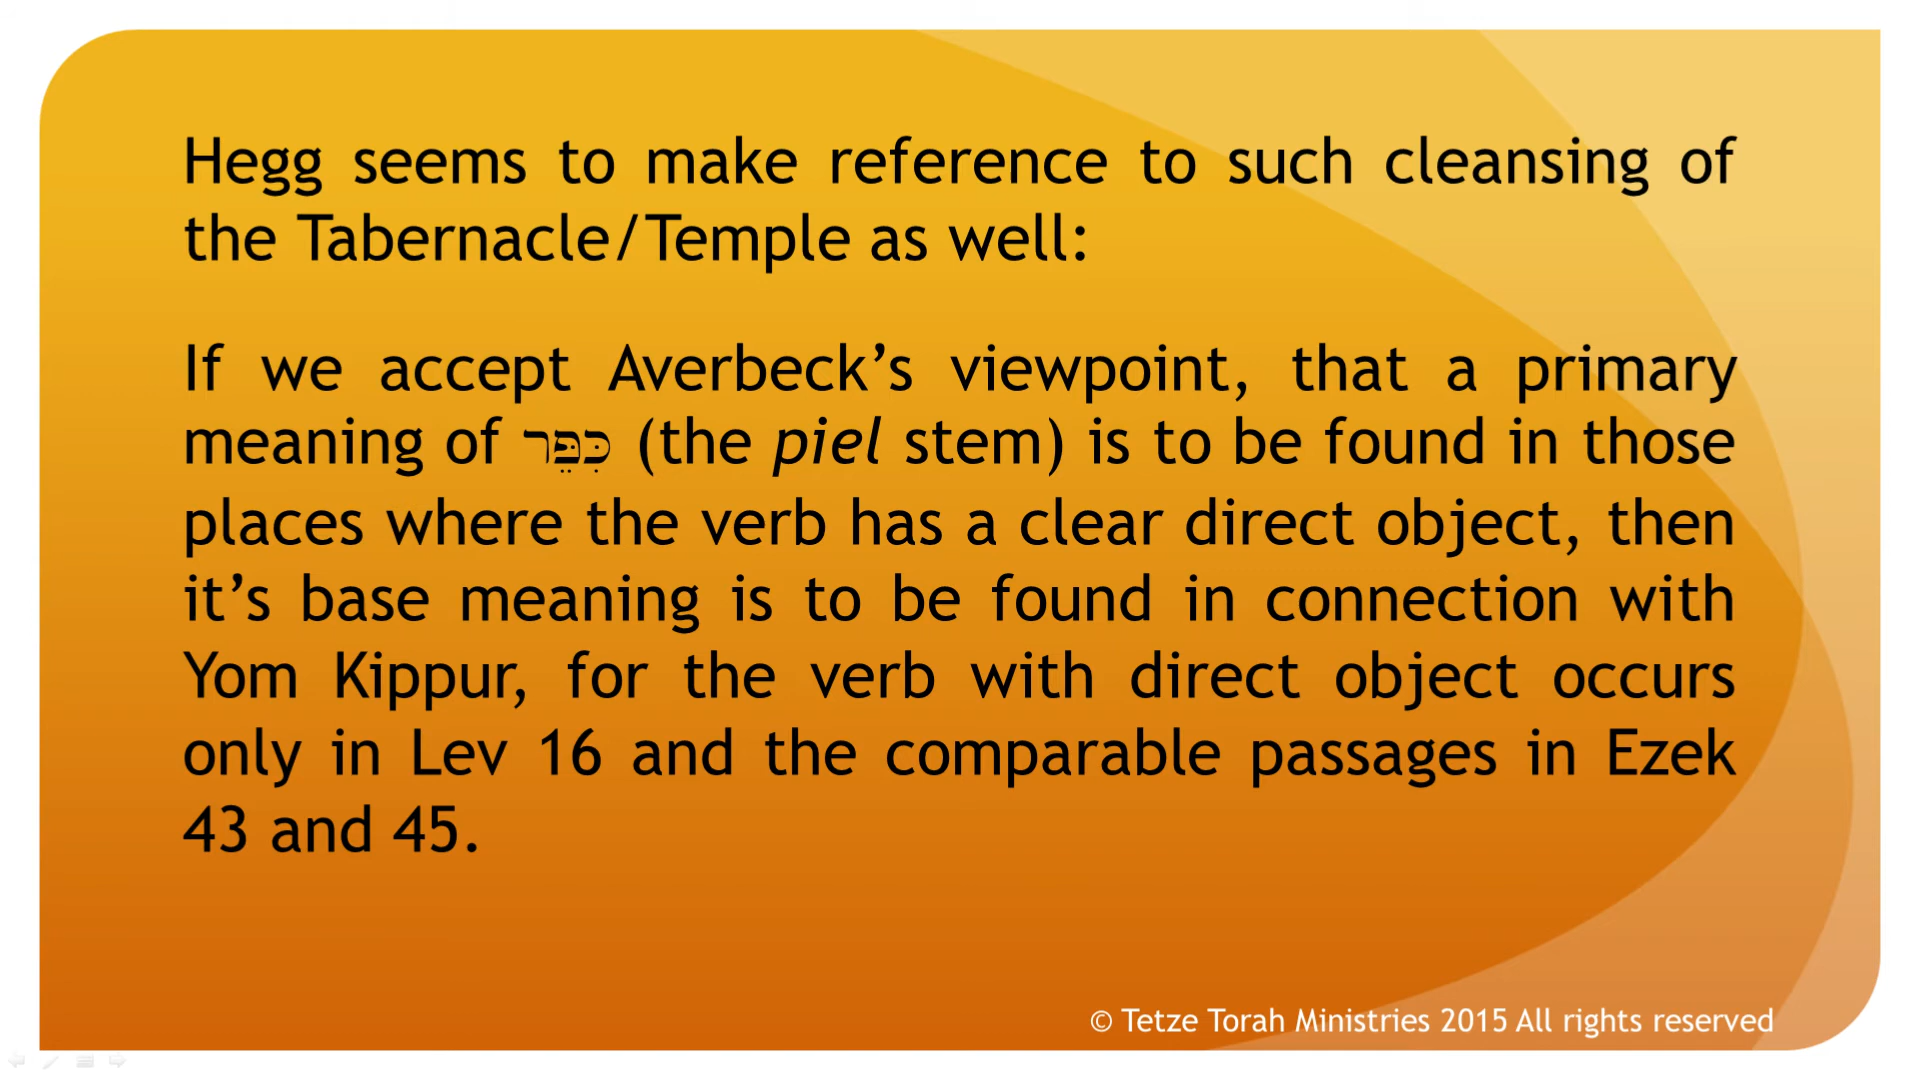 Hegg seems to make reference to such cleansing of
the Tabernacle/Temple as well:
If we accept Averbeck’s viewpoint, that a primary
meaning of כִּפֵּר (the piel stem) is to be found in those
places where the verb has a clear direct object, then
it’s base meaning is to be found in connection with
Yom Kippur, for the verb with direct object occurs
only in Lev 16 and the comparable passages in Ezek
43 and 45.
© Tetze Torah Ministries 2015 All rights reserved